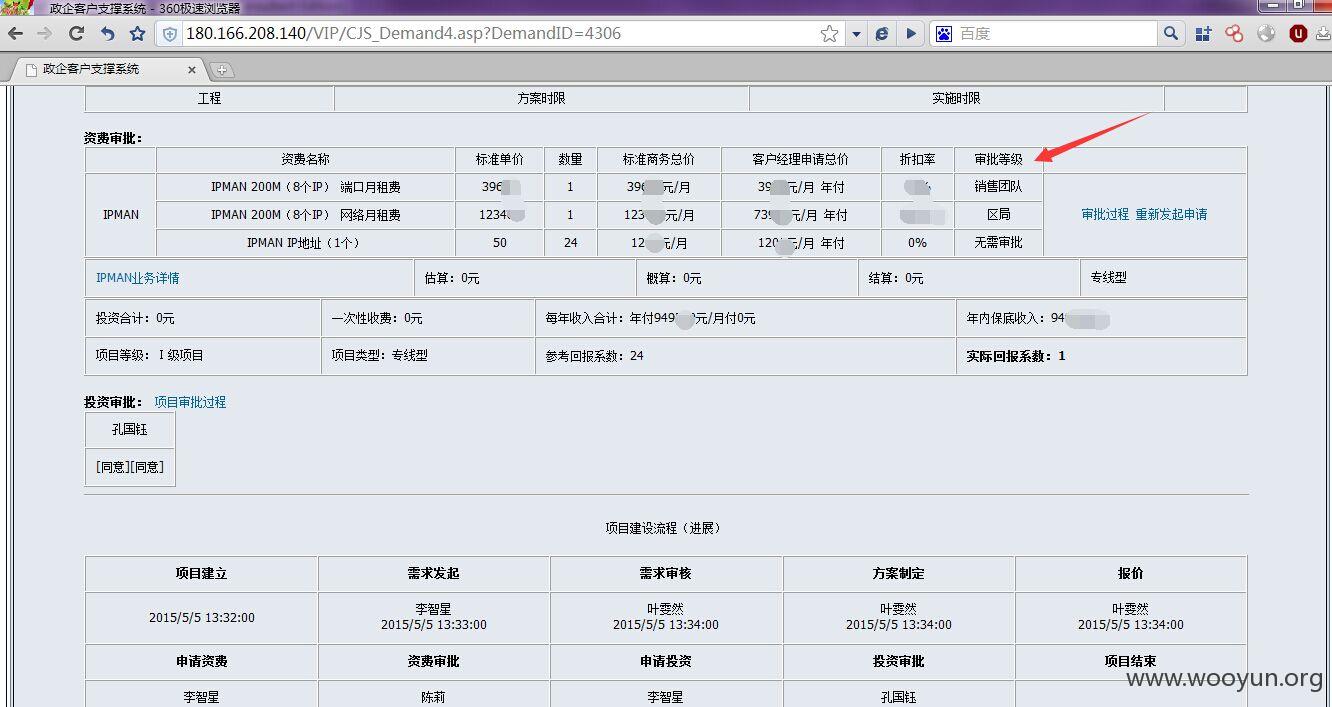 政企客户支撑系统 - 360极速浏览器
180.166.208.140/VIP/CJS_Demand4.asp?DemandID=4306
百度
政企客户支撑系统
工程 方案时限 实施时限
资费审批:
资费名称 标准单价 数量 标准商务总价 客户经理申请总价 折扣率 审批等级
IPMAN
IPMAN 200M（8个IP） 端口月租费 396 1 396 元/月 39 元/月 年付 % 销售团队
IPMAN 200M（8个IP） 网络月租费 1234 1 123 元/月 739 元/月 年付 区局
IPMAN IP地址（1个） 50 24 12 元/月 120 元/月 年付 0% 无需审批
审批过程 重新发起申请
IPMAN业务详情 估算：0元 概算：0元 结算：0元 专线型
投资合计：0元 一次性收费：0元 每年收入合计：年付949 元/月付0元 年内保底收入：94
项目等级：Ⅰ级项目 项目类型：专线型 参考回报系数：24 实际回报系数：1
投资审批： 项目审批过程
孔国钰
[同意][同意]
项目建设流程（进展）
项目建立 需求发起 需求审核 方案制定 报价
李智星 叶雯然 叶雯然 叶雯然
2015/5/5 13:32:00 2015/5/5 13:33:00 2015/5/5 13:34:00 2015/5/5 13:34:00 2015/5/5 13:34:00
申请资费 资费审批 申请投资 投资审批 项目结束
李智星 陈莉 李智星 孔国钰
www.wooyun.org